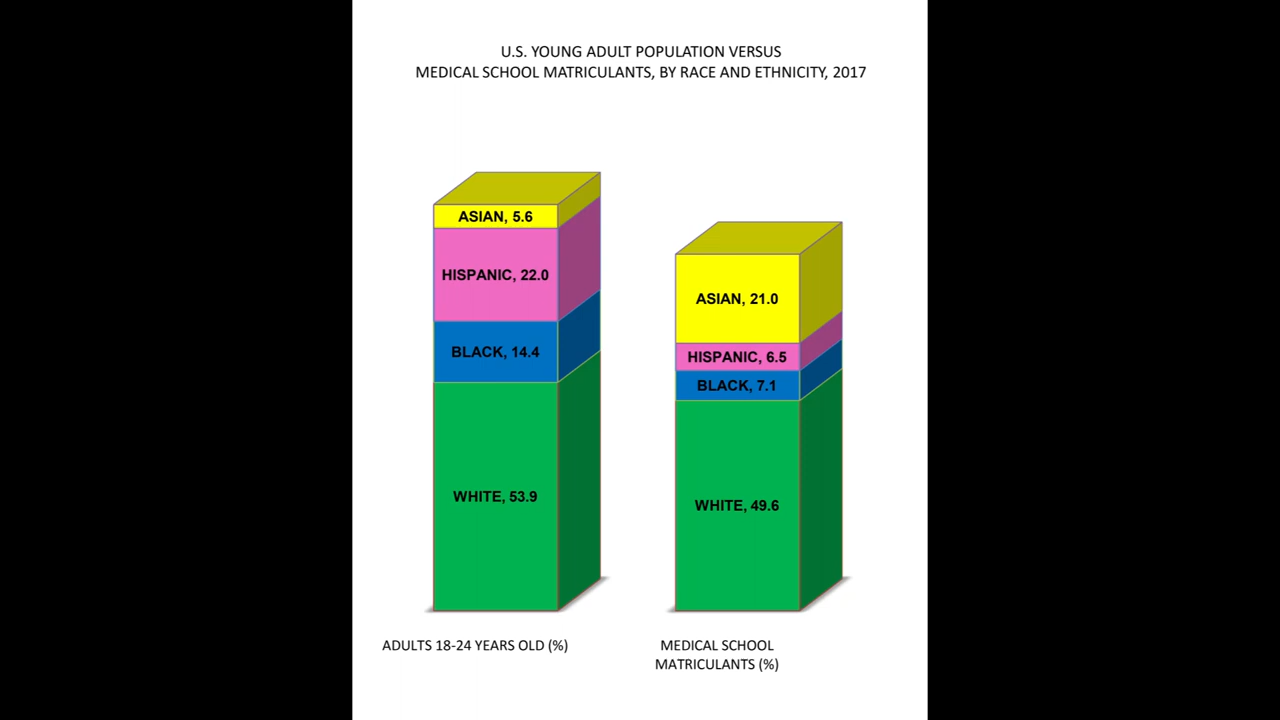 U.S. YOUNG ADULT POPULATION VERSUS
MEDICAL SCHOOL MATRICULANTS, BY RACE AND ETHNICITY, 2017
ASIAN, 5.6
HISPANIC, 22.0
BLACK, 14.4
WHITE, 53.9
ASIAN, 21.0
HISPANIC, 6.5
BLACK, 7.1
WHITE, 49.6
ADULTS 18-24 YEARS OLD (%)
MEDICAL SCHOOL
MATRICULANTS (%)